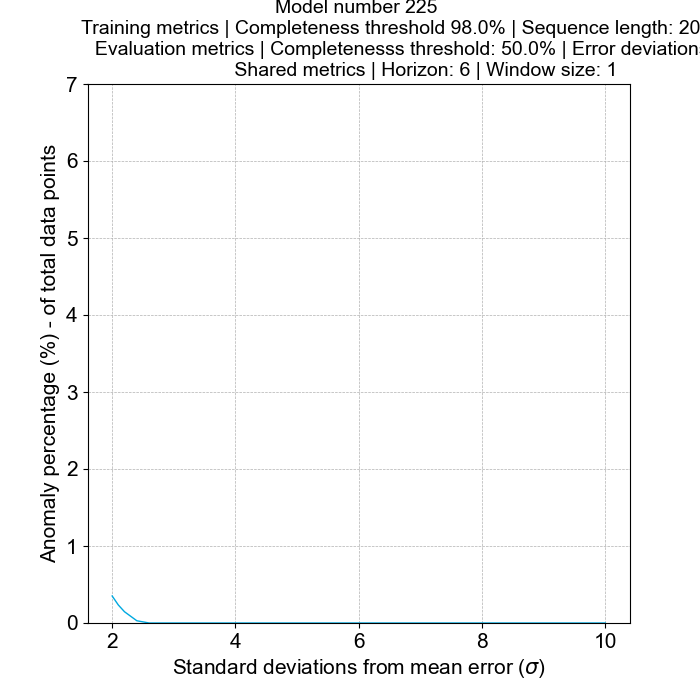 Model number 225
Training metrics | Completeness threshold 98.0% | Sequence length: 20
Evaluation metrics | Completenesss threshold: 50.0% | Error deviations
Shared metrics | Horizon: 6 | Window size: 1
7
6
5
4
3
2
1
0
Anomaly percentage (%) - of total data points
2 4 6 8 10
Standard deviations from mean error (σ)